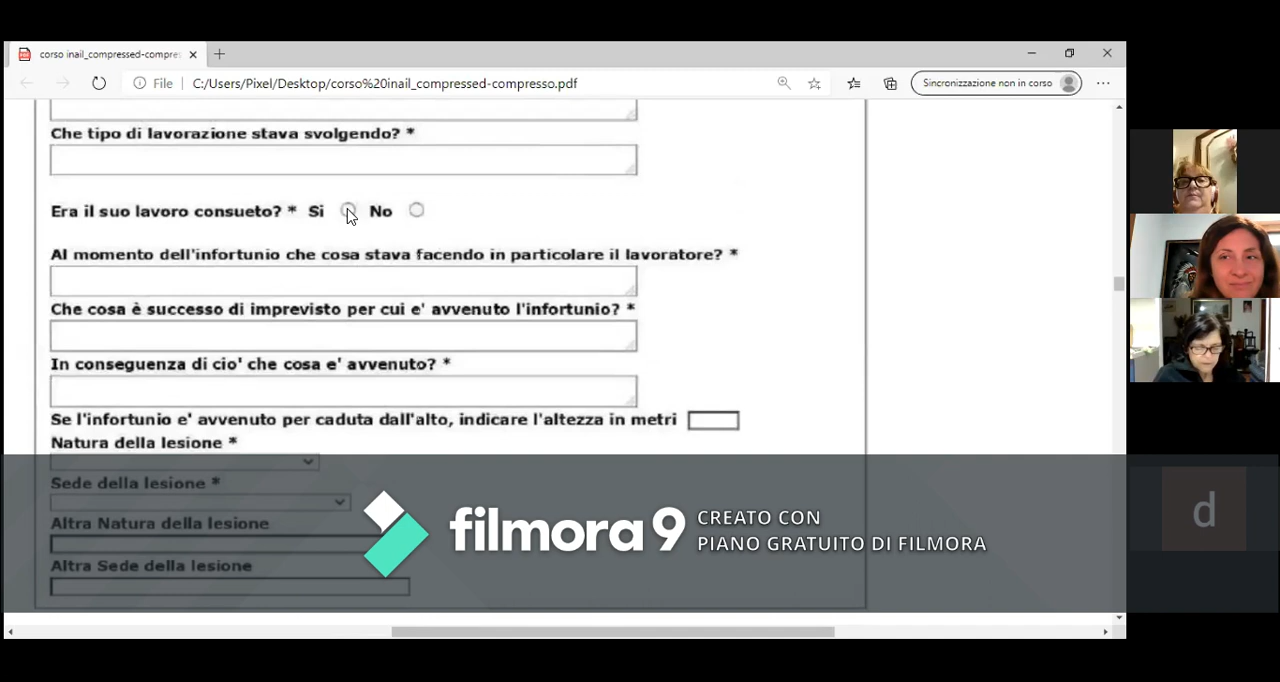 corso inail_compressed-compre
File
C:/Users/Pixel/Desktop/corso%20inail_compressed-compresso.pdf
Sincronizzazione non in corso
Che tipo di lavorazione stava svolgendo? *
Era il suo lavoro consueto? * Si No
Al momento dell'infortunio che cosa stava facendo in particolare il lavoratore? *
Che cosa è successo di imprevisto per cui e' avvenuto l'infortunio? *
In conseguenza di cio' che cosa e' avvenuto? *
Se l'infortunio e' avvenuto per caduta dall'alto, indicare l'altezza in metri
Natura della lesione *
Sede della lesione *
Altra Natura della lesione
Altra Sede della lesione
filmora 9
CREATO CON
PIANO GRATUITO DI FILMORA
d